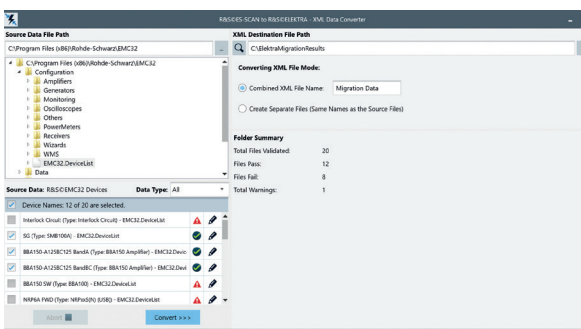 R&S©ES-SCAN to R&S©ELEKTRA - XML Data Converter
Source Data File Path
C:\Program Files (x86)\Rohde-Schwarz\EMC32
...
C:\Program Files (x86)\Rohde-Schwarz\EMC32
Configuration
Amplifiers
Generators
Monitoring
Oscilloscopes
Others
PowerMeters
Receivers
Wizards
WMS
EMC32.DeviceList
Data
Source Data: R&S©EMC32 Devices
Data Type: All
Device Names: 12 of 20 are selected.
Interlock Circuit: (Type: Interlock Circuit) - EMC32.DeviceList
SG (Type: SMB100A) - EMC32.DeviceList
BBA150-A125BC125 BandA (Type: BBA150 Amplifier) - EMC32.Devic
BBA150-A125BC125 BandBC (Type: BBA150 Amplifier) - EMC32.Devi
BBA150 SW (Type: BBA100) - EMC32.DeviceList
NRP6A FWD (Type: NRPxxS(N) (USB)) - EMC32.DeviceList
Abort
Convert >>>
XML Destination File Path
C:\ElektraMigrationResults
Converting XML File Mode:
Combined XML File Name: Migration Data
Create Separate Files (Same Names as the Source Files)
Folder Summary
Total Files Validated: 20
Files Pass: 12
Files Fail: 8
Total Warnings: 1